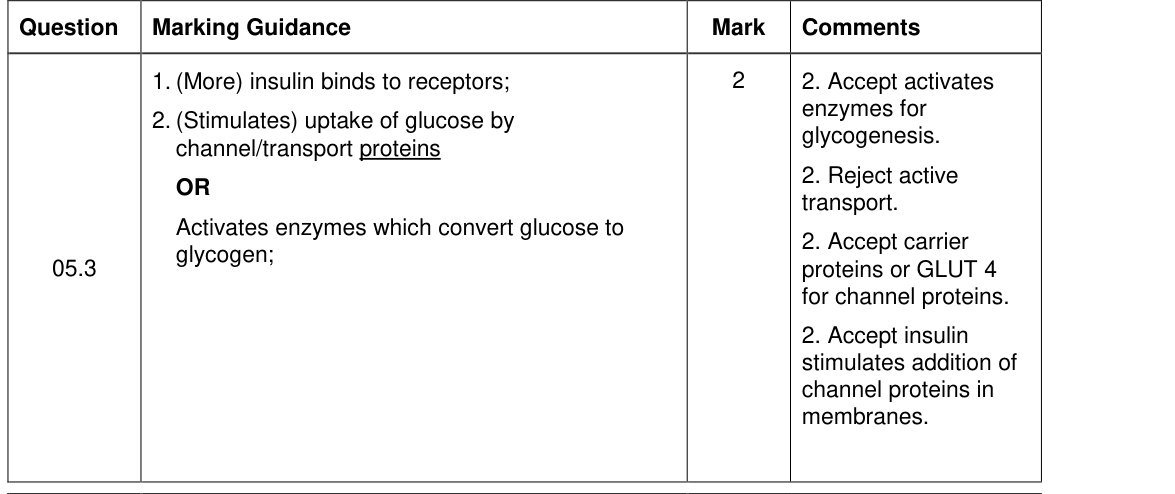 Question Marking Guidance Mark Comments
1. (More) insulin binds to receptors;
2. (Stimulates) uptake of glucose by
channel/transport proteins
OR
Activates enzymes which convert glucose to
glycogen;
05.3
2
2. Accept activates
enzymes for
glycogenesis.
2. Reject active
transport.
2. Accept carrier
proteins or GLUT 4
for channel proteins.
2. Accept insulin
stimulates addition of
channel proteins in
membranes.